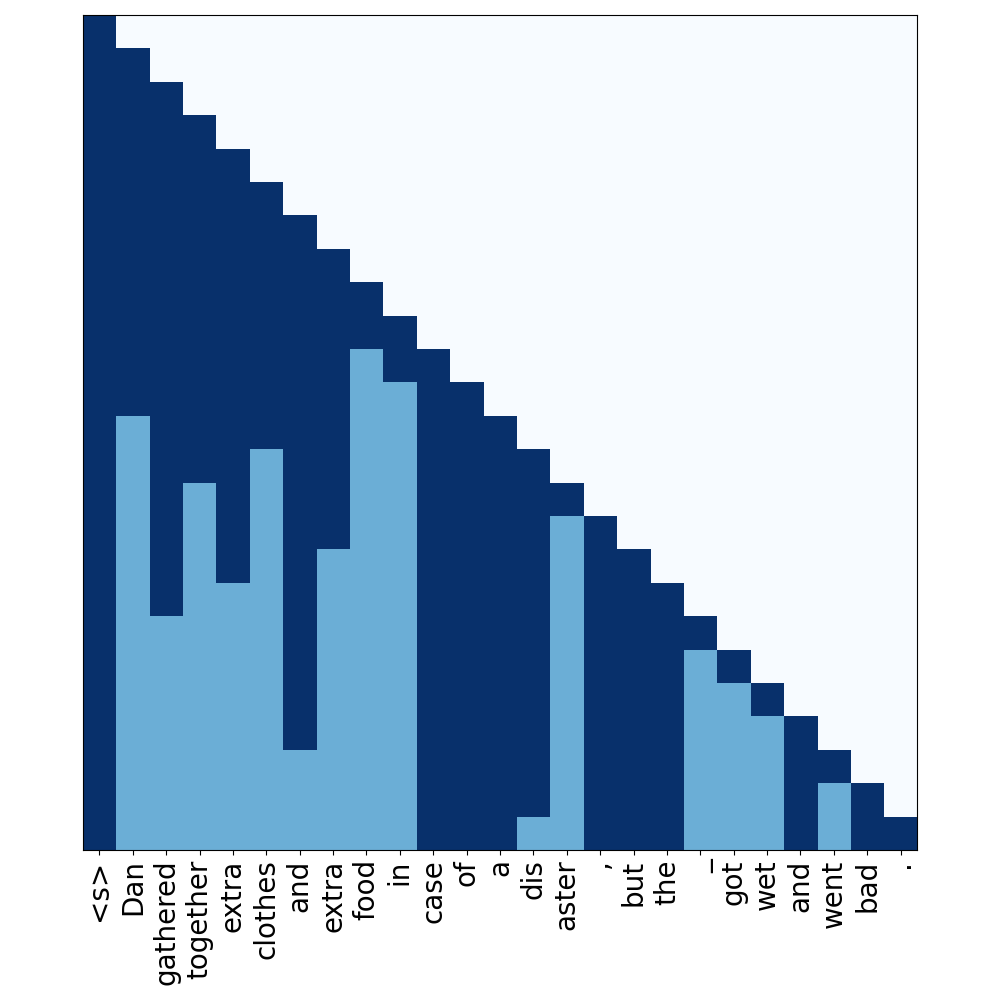 <s> Dan gathered together extra clothes and extra food in case of a dis aster , but the _ got wet and went bad .